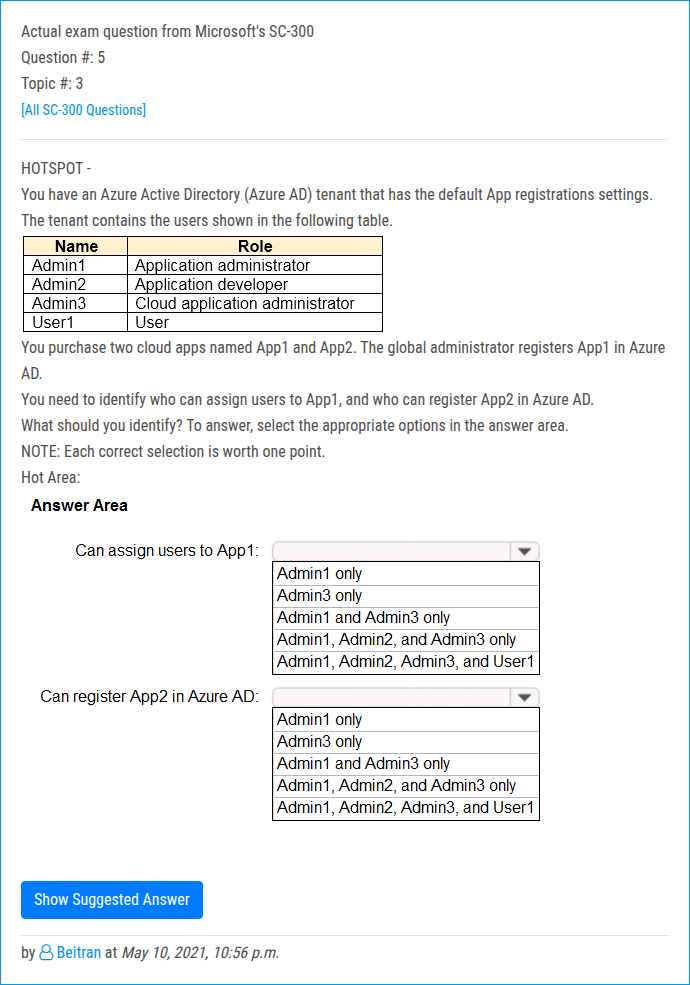 Actual exam question from Microsoft's SC-300
Question #: 5
Topic #: 3
[All SC-300 Questions]
HOTSPOT -
You have an Azure Active Directory (Azure AD) tenant that has the default App registrations settings.
The tenant contains the users shown in the following table.
Name Role
Admin1 Application administrator
Admin2 Application developer
Admin3 Cloud application administrator
User1 User
You purchase two cloud apps named App1 and App2. The global administrator registers App1 in Azure
AD.
You need to identify who can assign users to App1, and who can register App2 in Azure AD.
What should you identify? To answer, select the appropriate options in the answer area.
NOTE: Each correct selection is worth one point.
Hot Area:
Answer Area
Can assign users to App1:
Admin1 only
Admin3 only
Admin1 and Admin3 only
Admin1, Admin2, and Admin3 only
Admin1, Admin2, Admin3, and User1
Can register App2 in Azure AD:
Admin1 only
Admin3 only
Admin1 and Admin3 only
Admin1, Admin2, and Admin3 only
Admin1, Admin2, Admin3, and User1
Show Suggested Answer
by Beitran at May 10, 2021, 10:56 p.m.